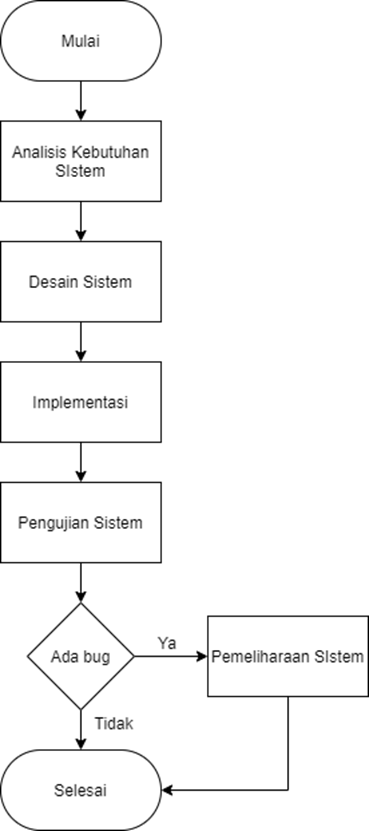 Mulai
Analisis Kebutuhan
SIstem
Desain Sistem
Implementasi
Pengujian Sistem
Ada bug
Ya
Pemeliharaan SIstem
Tidak
Selesai